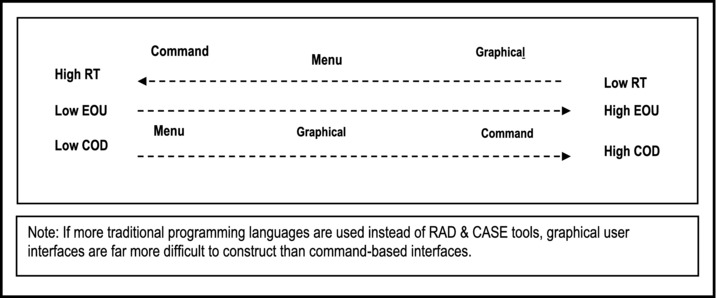 Command Menu Graphical
High RT Low RT
Low EOU High EOU
Menu Graphical Command
Low COD High COD
Note: If more traditional programming languages are used instead of RAD & CASE tools, graphical user
interfaces are far more difficult to construct than command-based interfaces.